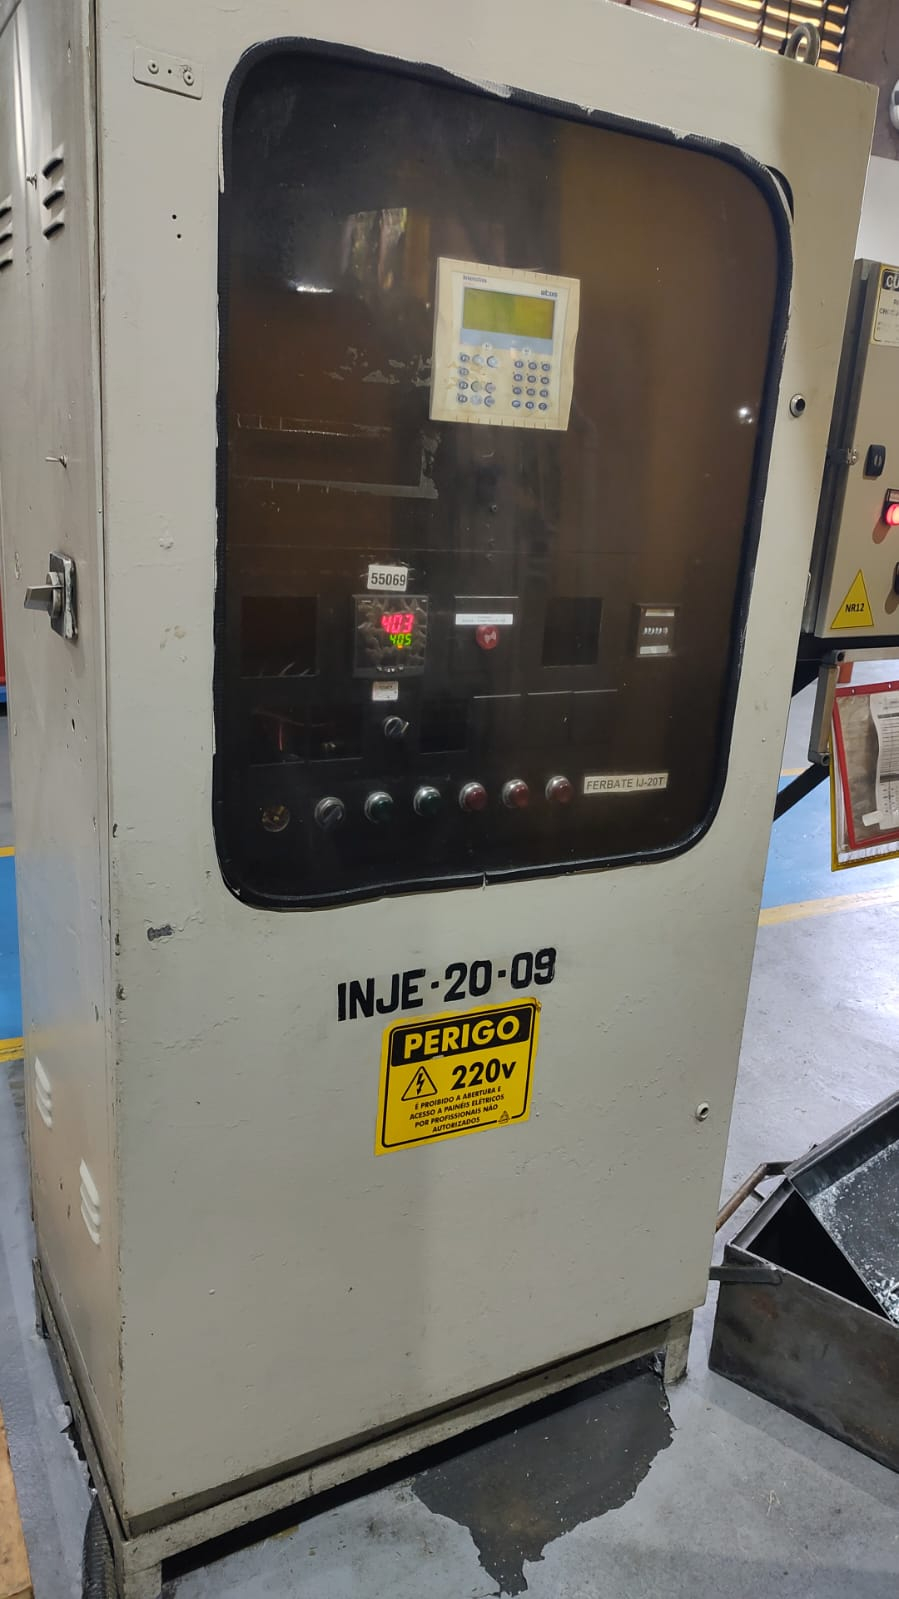 atos
55069
403
405
FERBATE IJ-20T
NR12
INJE-20-09
PERIGO
220v
É PROIBIDO A ABERTURA E
ACESSO A PAINÉIS ELÉTRICOS
POR PROFISSIONAIS NÃO
AUTORIZADOS